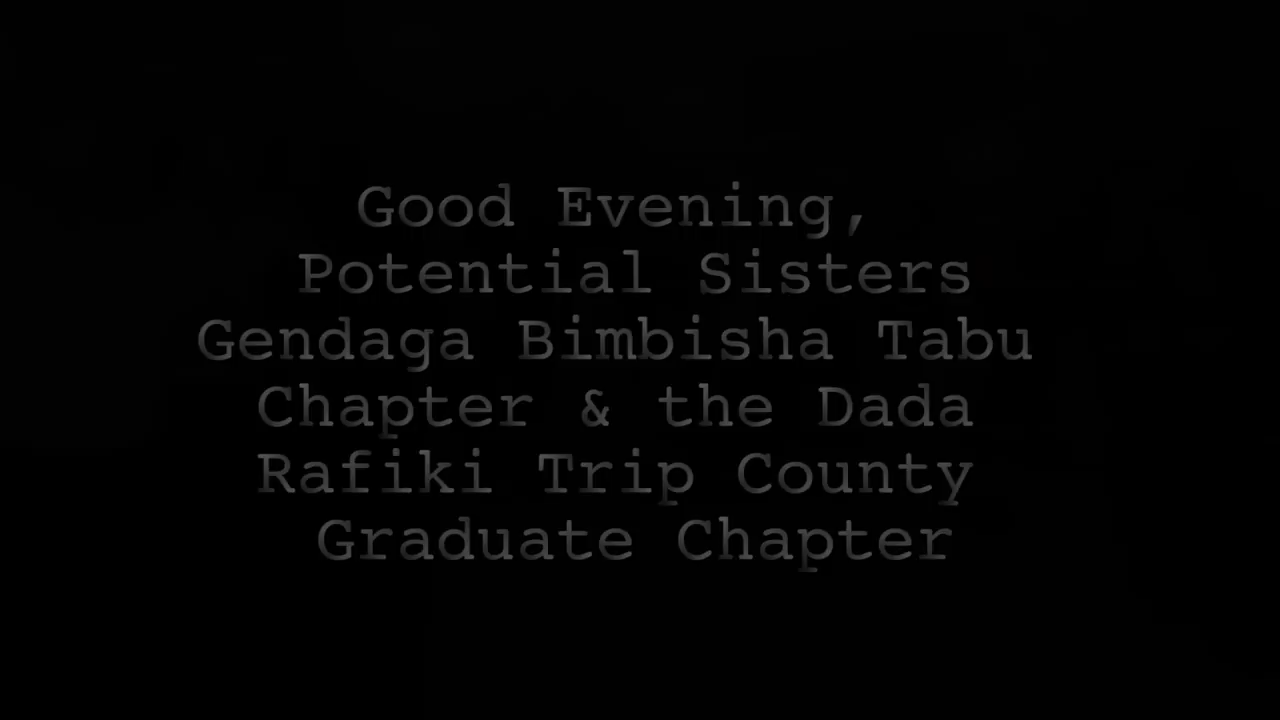 Good Evening,
Potential Sisters
Gendaga Bimbisha Tabu
Chapter & the Dada
Rafiki Trip County
Graduate Chapter